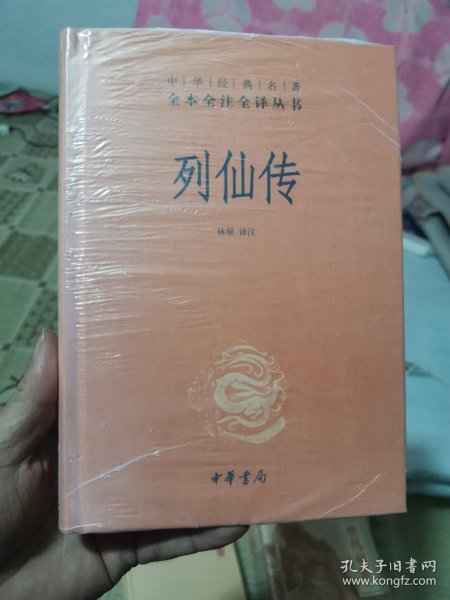 中华经典名著
全本全注全译丛书
列仙传
林屋 译注
中華書局
孔夫子旧书网
www.kongfz.com